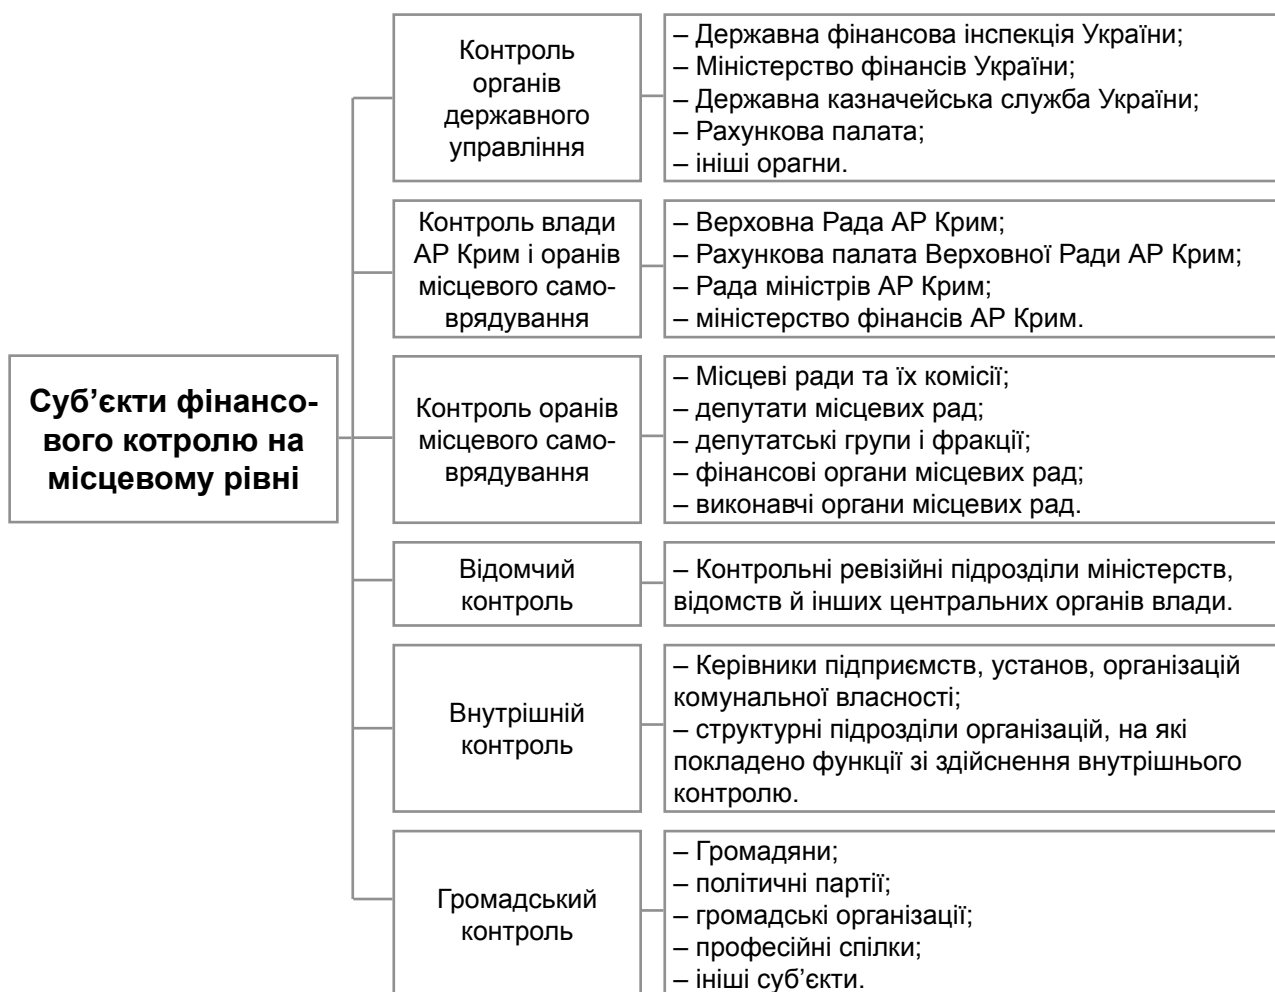 Контроль
органів
державного
управління
– Державна фінансова інспекція України;
– Міністерство фінансів України;
– Державна казначейська служба України;
– Рахункова палата;
– ініші орагни.
Контроль влади
АР Крим і оранів
місцевого само-
врядування
– Верховна Рада АР Крим;
– Рахункова палата Верховної Ради АР Крим;
– Рада міністрів АР Крим;
– міністерство фінансів АР Крим.
Суб’єкти фінансо-
вого котролю на
місцевому рівні
Контроль оранів
місцевого само-
врядування
– Місцеві ради та їх комісії;
– депутати місцевих рад;
– депутатські групи і фракції;
– фінансові органи місцевих рад;
– виконавчі органи місцевих рад.
Відомчий
контроль
– Контрольні ревізійні підрозділи міністерств,
відомств й інших центральних органів влади.
Внутрішній
контроль
– Керівники підприємств, установ, організацій
комунальної власності;
– структурні підрозділи організацій, на які
покладено функції зі здійснення внутрішнього
контролю.
Громадський
контроль
– Громадяни;
– політичні партії;
– громадські організації;
– професійні спілки;
– ініші суб’єкти.